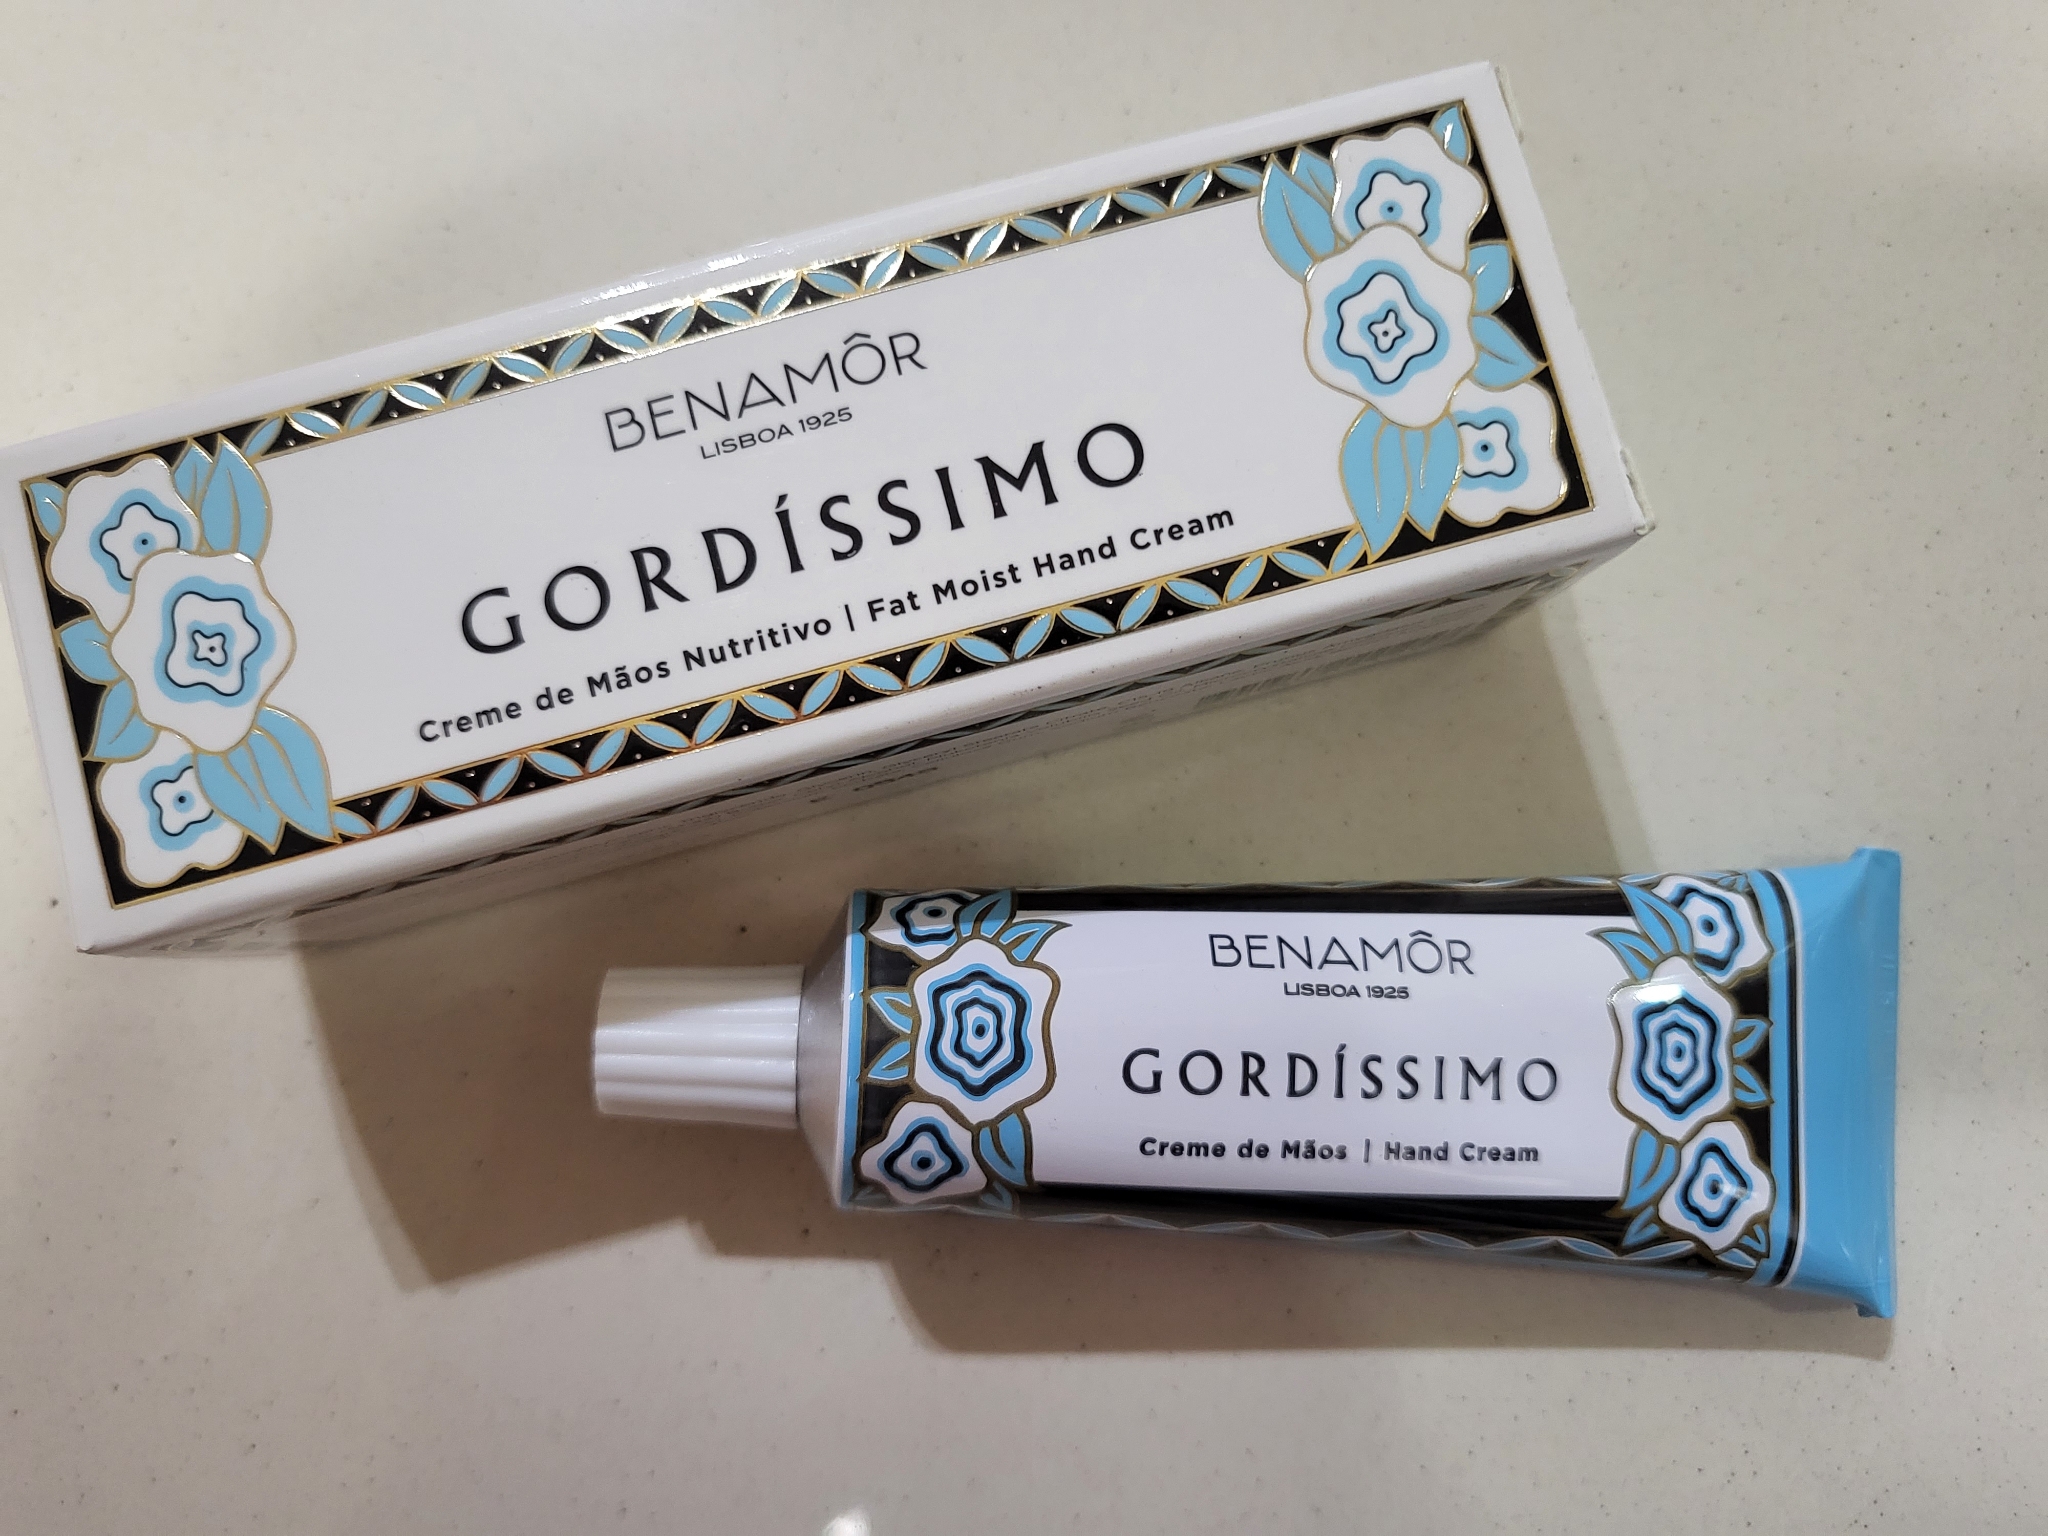 BENAMÔR
LISBOA 1925
GORDÍSSIMO
Creme de Mãos Nutritivo | Fat Moist Hand Cream
BENAMÔR
LISBOA 1925
GORDÍSSIMO
Creme de Mãos | Hand Cream